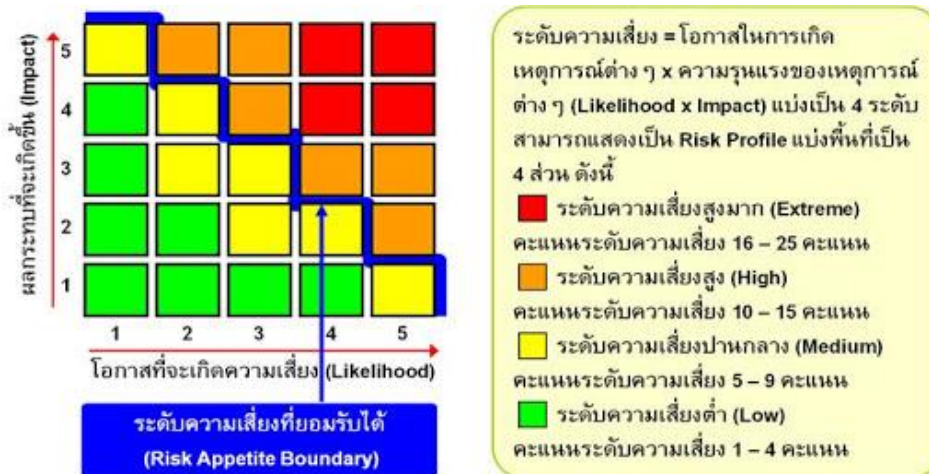 ผลกระทบที่จะเกิดขึ้น (Impact)
5
4
3
2
1
1 2 3 4 5
โอกาสที่จะเกิดความเสี่ยง (Likelihood)
ระดับความเสี่ยงที่ยอมรับได้
(Risk Appetite Boundary)
ระดับความเสี่ยง = โอกาสในการเกิด
เหตุการณ์ต่าง ๆ x ความรุนแรงของเหตุการณ์
ต่าง ๆ (Likelihood x Impact) แบ่งเป็น 4 ระดับ
สามารถแสดงเป็น Risk Profile แบ่งพื้นที่เป็น
4 ส่วน ดังนี้
ระดับความเสี่ยงสูงมาก (Extreme)
คะแนนระดับความเสี่ยง 16 – 25 คะแนน
ระดับความเสี่ยงสูง (High)
คะแนนระดับความเสี่ยง 10 – 15 คะแนน
ระดับความเสี่ยงปานกลาง (Medium)
คะแนนระดับความเสี่ยง 5 – 9 คะแนน
ระดับความเสี่ยงต่ำ (Low)
คะแนนระดับความเสี่ยง 1 – 4 คะแนน